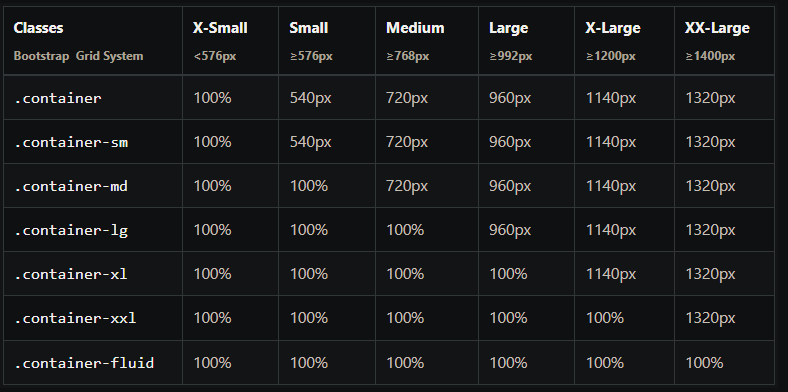 Classes X-Small Small Medium Large X-Large XX-Large
Bootstrap Grid System <576px ≥576px ≥768px ≥992px ≥1200px ≥1400px
.container 100% 540px 720px 960px 1140px 1320px
.container-sm 100% 540px 720px 960px 1140px 1320px
.container-md 100% 100% 720px 960px 1140px 1320px
.container-lg 100% 100% 100% 960px 1140px 1320px
.container-xl 100% 100% 100% 100% 1140px 1320px
.container-xxl 100% 100% 100% 100% 100% 1320px
.container-fluid 100% 100% 100% 100% 100% 100%